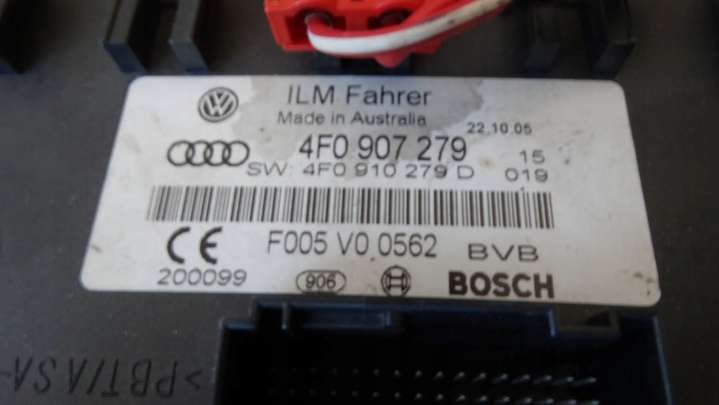 ILM Fahrer
Made in Australia 22.10.05
4F0 907 279 15
SW: 4F0 910 279 D 019
F005 V0 0562 BVB
200099 906 BOSCH
>PBT/ASA